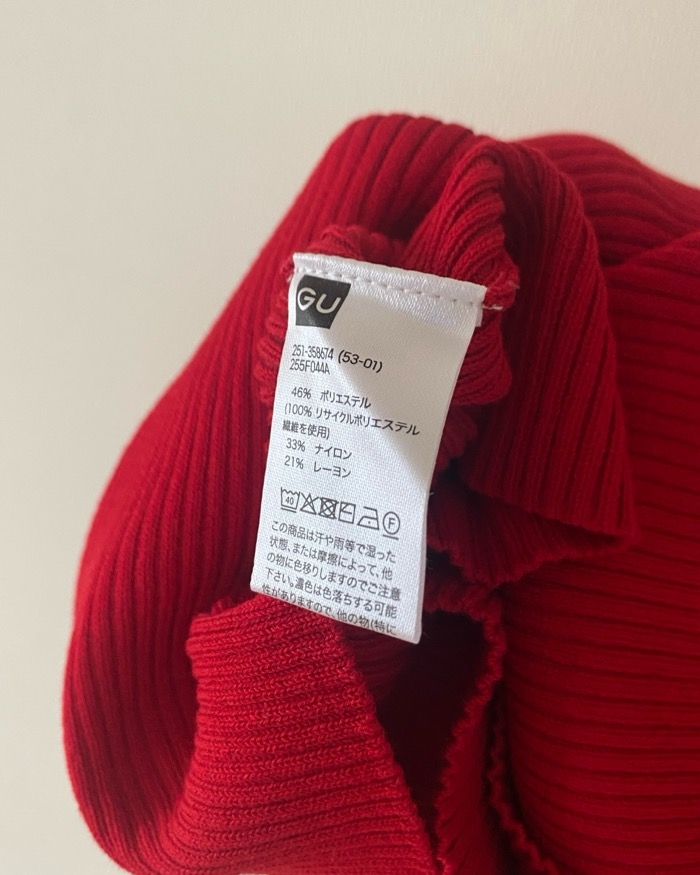 GU
251-358674 (53-01)
255F044A
46% ポリエステル
(100% リサイクルポリエステル
繊維を使用)
33% ナイロン
21% レーヨン
40
F
この商品は汗や雨等で湿った
状態、または摩擦によって、他
の物に色移りしますのでご注意
下さい。濃色は色落ちする可能
性がありますので、他の物(特に